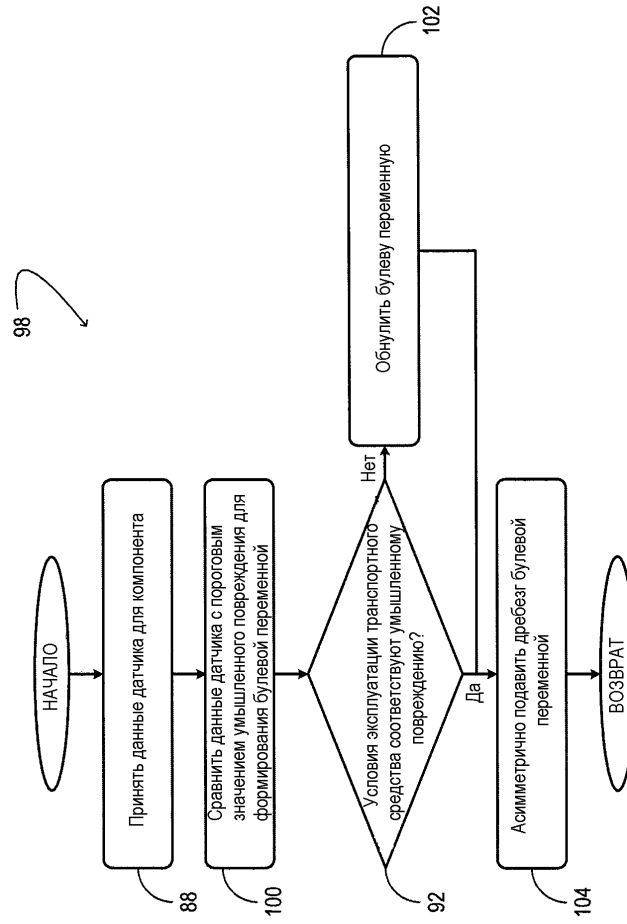 98
НАЧАЛО
Принять данные датчика для компонента
88
Сравнить данные датчика с пороговым
значением умышленного повреждения для
формирования булевой переменной
100
Условия эксплуатации транспортного
средства соответствуют умышленному
повреждению?
92
Нет
Обнулить булеву переменную
102
Да
Асимметрично подавить дребезг булевой
переменной
104
ВОЗВРАТ